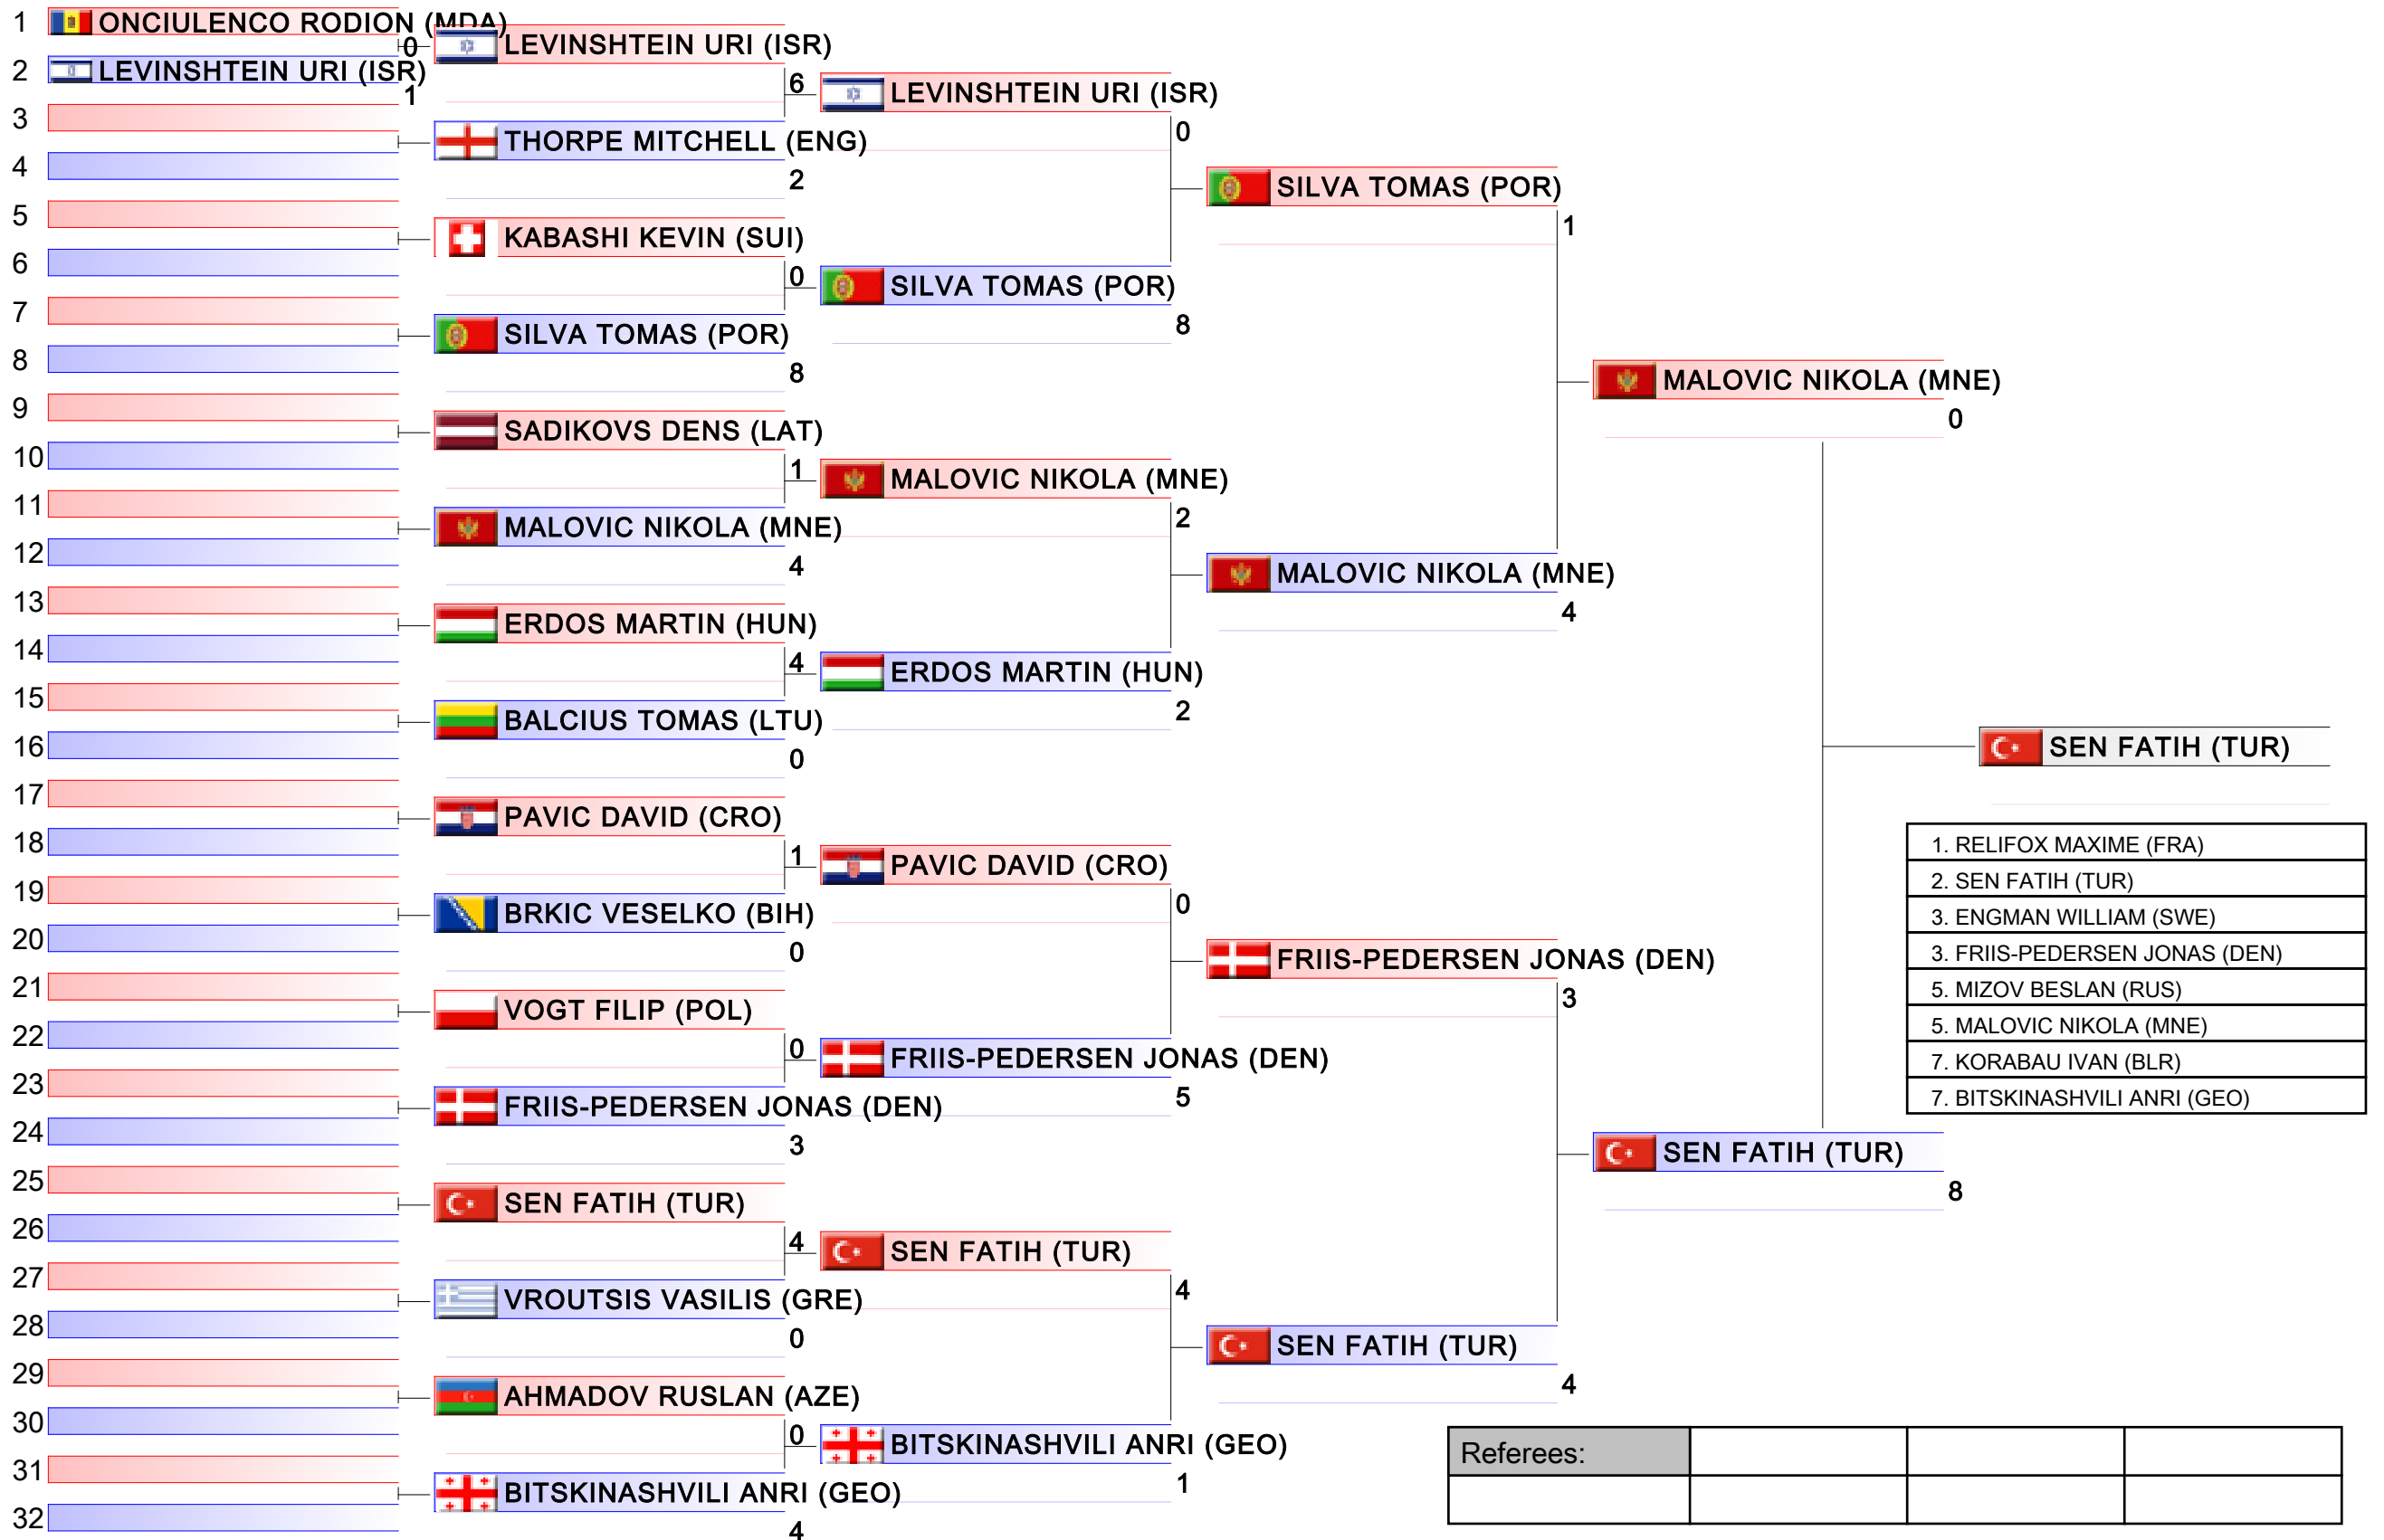 1 ONCIULENCO RODION (MDA)
0
2 LEVINSHTEIN URI (ISR)
1
3
4
5
6
7
8
9
10
11
12
13
14
15
16
17
18
19
20
21
22
23
24
25
26
27
28
29
30
31
32
LEVINSHTEIN URI (ISR)
6
THORPE MITCHELL (ENG)
2
KABASHI KEVIN (SUI)
0
SILVA TOMAS (POR)
8
SADIKOVS DENS (LAT)
1
MALOVIC NIKOLA (MNE)
4
ERDOS MARTIN (HUN)
4
BALCIUS TOMAS (LTU)
0
PAVIC DAVID (CRO)
1
BRKIC VESELKO (BIH)
0
VOGT FILIP (POL)
0
FRIIS-PEDERSEN JONAS (DEN)
3
SEN FATIH (TUR)
4
VROUTSIS VASILIS (GRE)
0
AHMADOV RUSLAN (AZE)
0
BITSKINASHVILI ANRI (GEO)
4
LEVINSHTEIN URI (ISR)
0
SILVA TOMAS (POR)
8
MALOVIC NIKOLA (MNE)
2
ERDOS MARTIN (HUN)
2
PAVIC DAVID (CRO)
0
FRIIS-PEDERSEN JONAS (DEN)
5
SEN FATIH (TUR)
4
BITSKINASHVILI ANRI (GEO)
1
SILVA TOMAS (POR)
1
MALOVIC NIKOLA (MNE)
4
FRIIS-PEDERSEN JONAS (DEN)
3
SEN FATIH (TUR)
4
MALOVIC NIKOLA (MNE)
0
SEN FATIH (TUR)
8
SEN FATIH (TUR)
1. RELIFOX MAXIME (FRA)
2. SEN FATIH (TUR)
3. ENGMAN WILLIAM (SWE)
3. FRIIS-PEDERSEN JONAS (DEN)
5. MIZOV BESLAN (RUS)
5. MALOVIC NIKOLA (MNE)
7. KORABAU IVAN (BLR)
7. BITSKINASHVILI ANRI (GEO)
Referees: